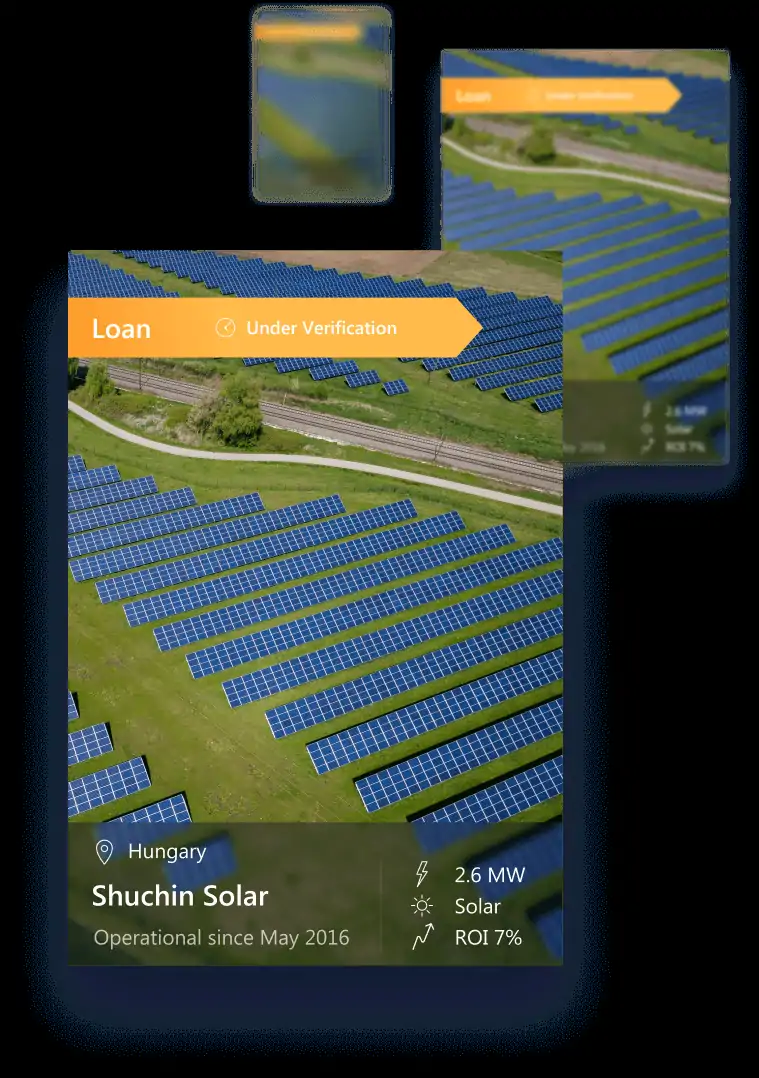 Loan
Under Verification
Loan
Under Verification
2.6 MW
Solar
2016
ROI 7%
Hungary
Shuchin Solar
Operational since May 2016
2.6 MW
Solar
ROI 7%